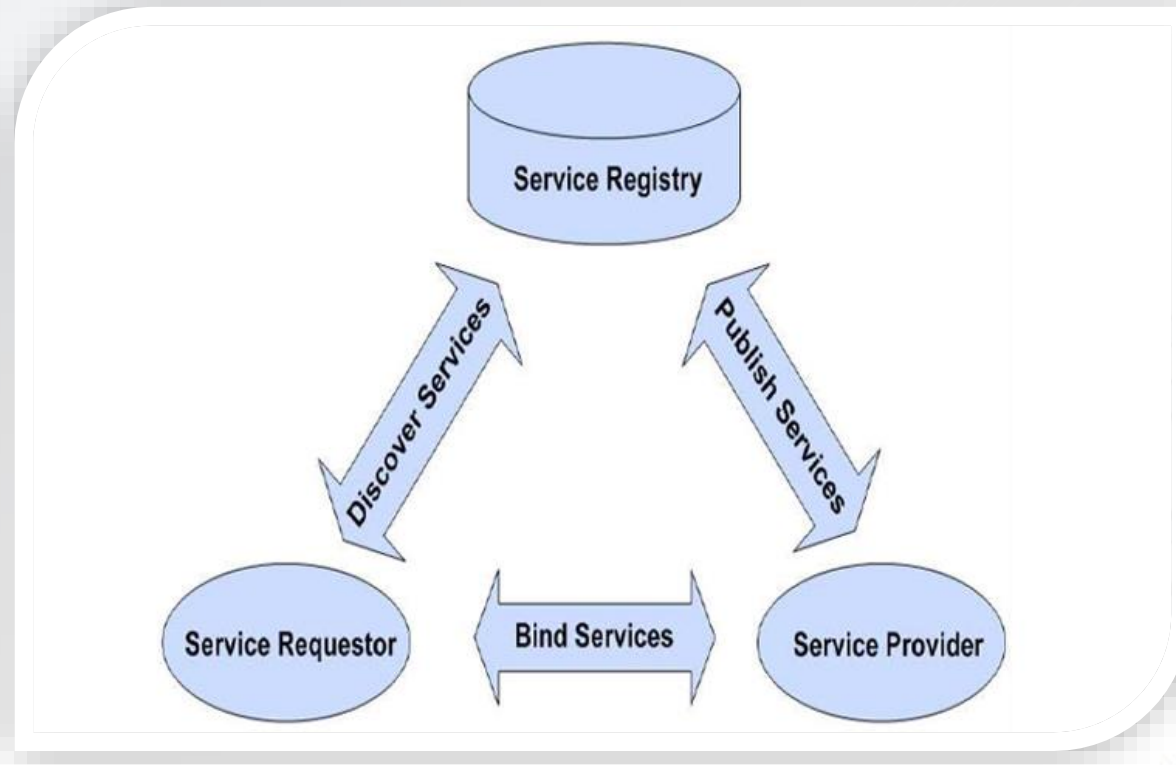 Service Registry
Discover Services
Publish Services
Service Requestor
Bind Services
Service Provider